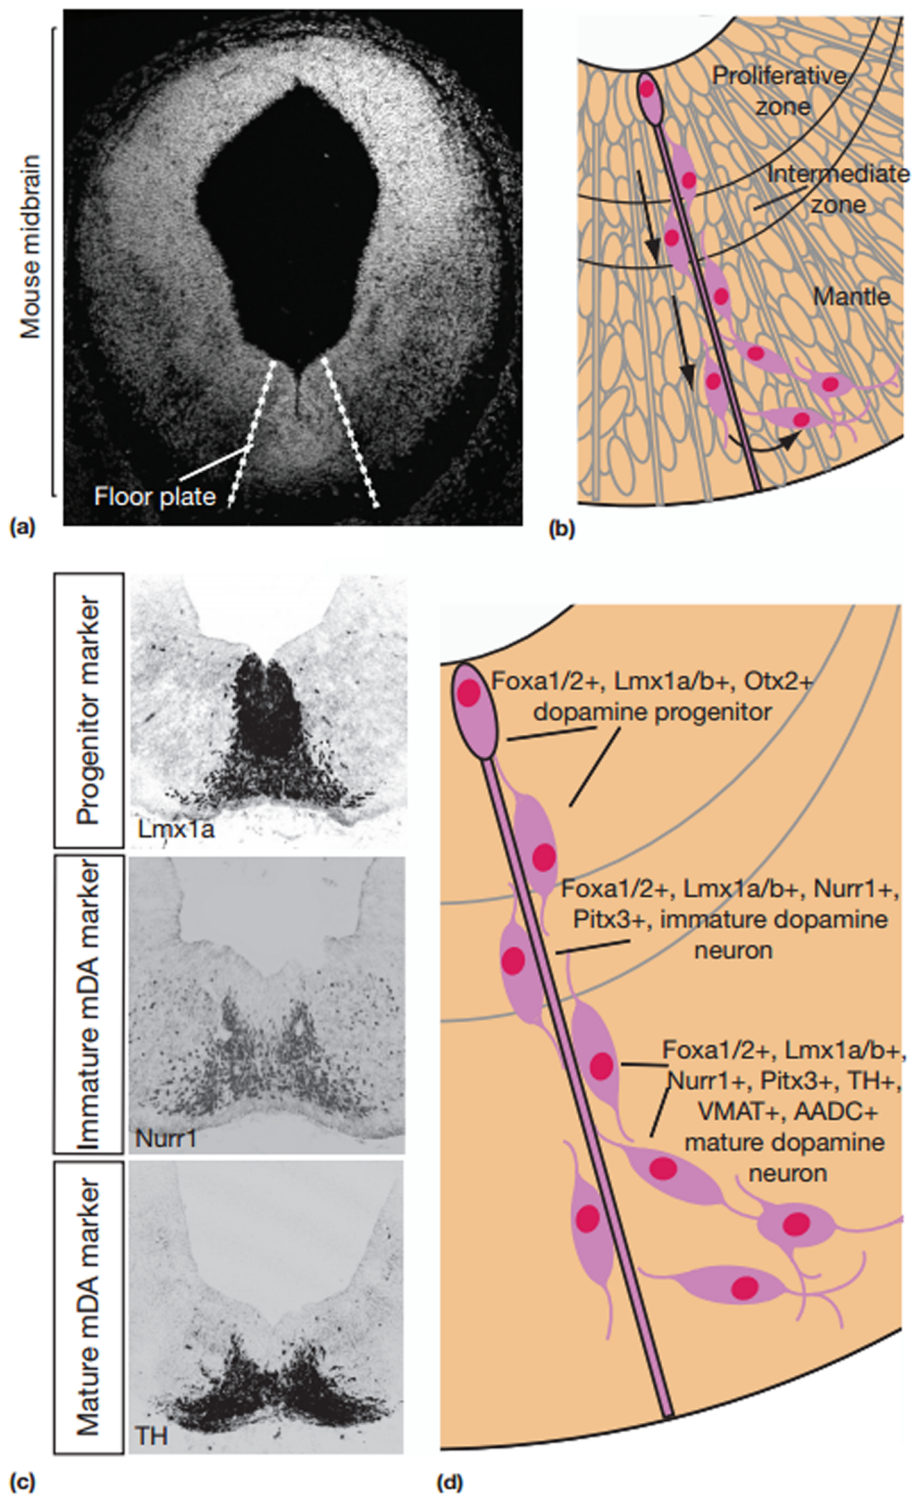 Mouse midbrain
Floor plate
(a)
Proliferative
zone
Intermediate
zone
Mantle
(b)
Progenitor marker
Lmx1a
Immature mDA marker
Nurr1
Mature mDA marker
TH
(c)
Foxa1/2+, Lmx1a/b+, Otx2+
dopamine progenitor
Foxa1/2+, Lmx1a/b+, Nurr1+,
Pitx3+, immature dopamine
neuron
Foxa1/2+, Lmx1a/b+,
Nurr1+, Pitx3+, TH+,
VMAT+, AADC+
mature dopamine
neuron
(d)